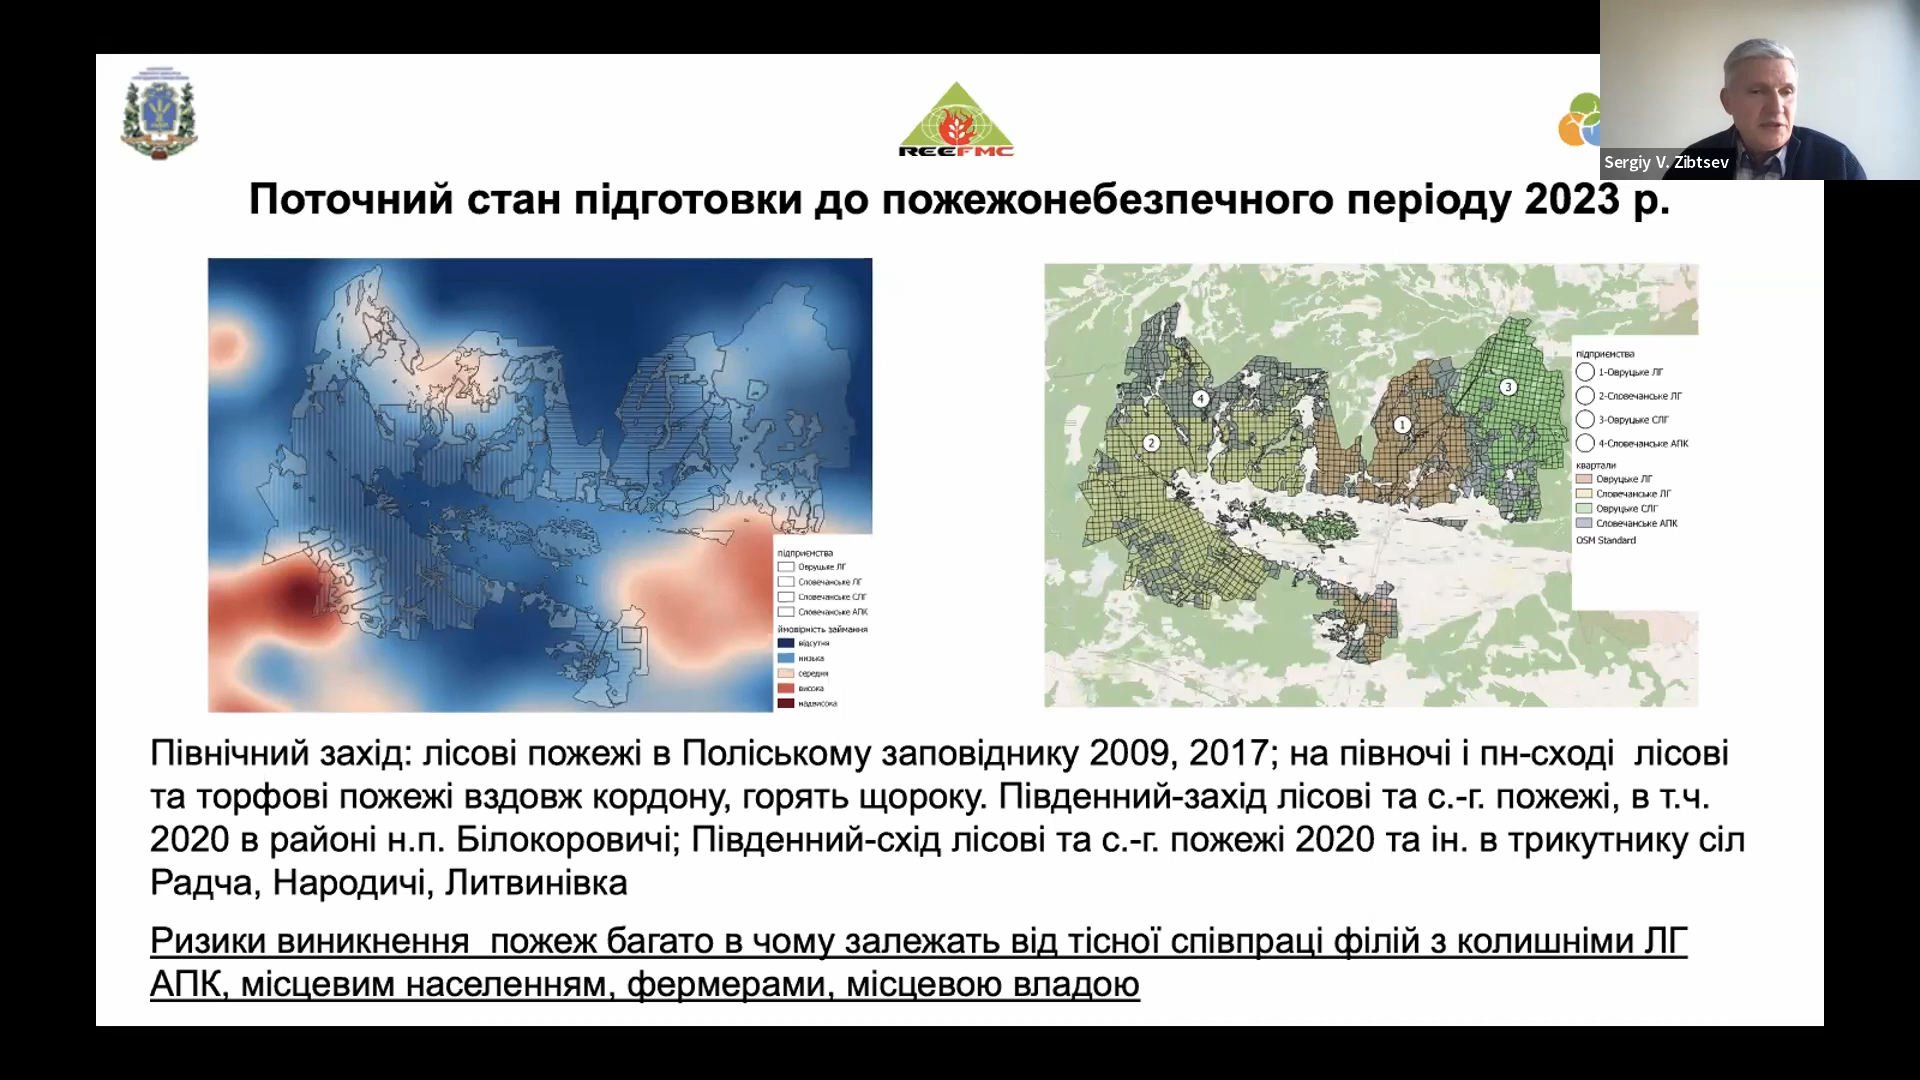 REEFMC
Sergiy V. Zibtsev
Поточний стан підготовки до пожежонебезпечного періоду 2023 р.
підприємства
Овруцьке ЛГ
Словечанське ЛГ
Словечанське СЛГ
Словечанське АПК
ймовірність займання
відсутня
низька
середня
висока
надвисока
4
2
1
3
підприємства
1-Овруцьке ЛГ
2-Словечанське ЛГ
3-Овруцьке СЛГ
4-Словечанське АПК
квартали
Овруцьке ЛГ
Словечанське ЛГ
Овруцьке СЛГ
Словечанське АПК
OSM Standard
Північний захід: лісові пожежі в Поліському заповіднику 2009, 2017; на півночі і пн-сході лісові
та торфові пожежі вздовж кордону, горять щороку. Південний-захід лісові та с.-г. пожежі, в т.ч.
2020 в районі н.п. Білокоровичі; Південний-схід лісові та с.-г. пожежі 2020 та ін. в трикутнику сіл
Радча, Народичі, Литвинівка
Ризики виникнення пожеж багато в чому залежать від тісної співпраці філій з колишніми ЛГ
АПК, місцевим населенням, фермерами, місцевою владою